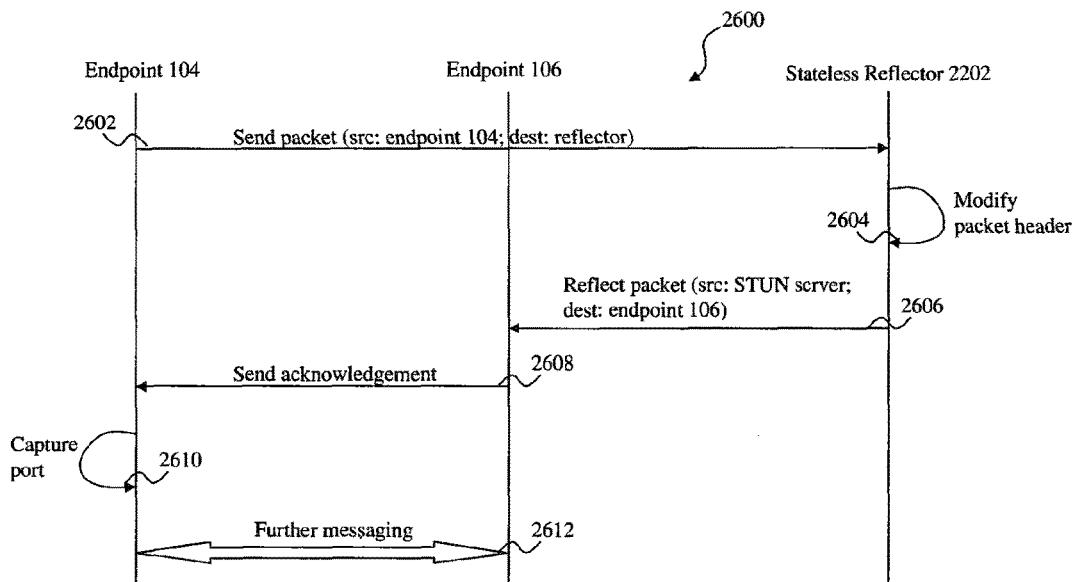 2600
Endpoint 104
Endpoint 106
Stateless Reflector 2202
2602
Send packet (src: endpoint 104; dest: reflector)
Modify
packet header
2604
Reflect packet (src: STUN server;
dest: endpoint 106)
2606
Send acknowledgement
2608
Capture
port
2610
Further messaging
2612